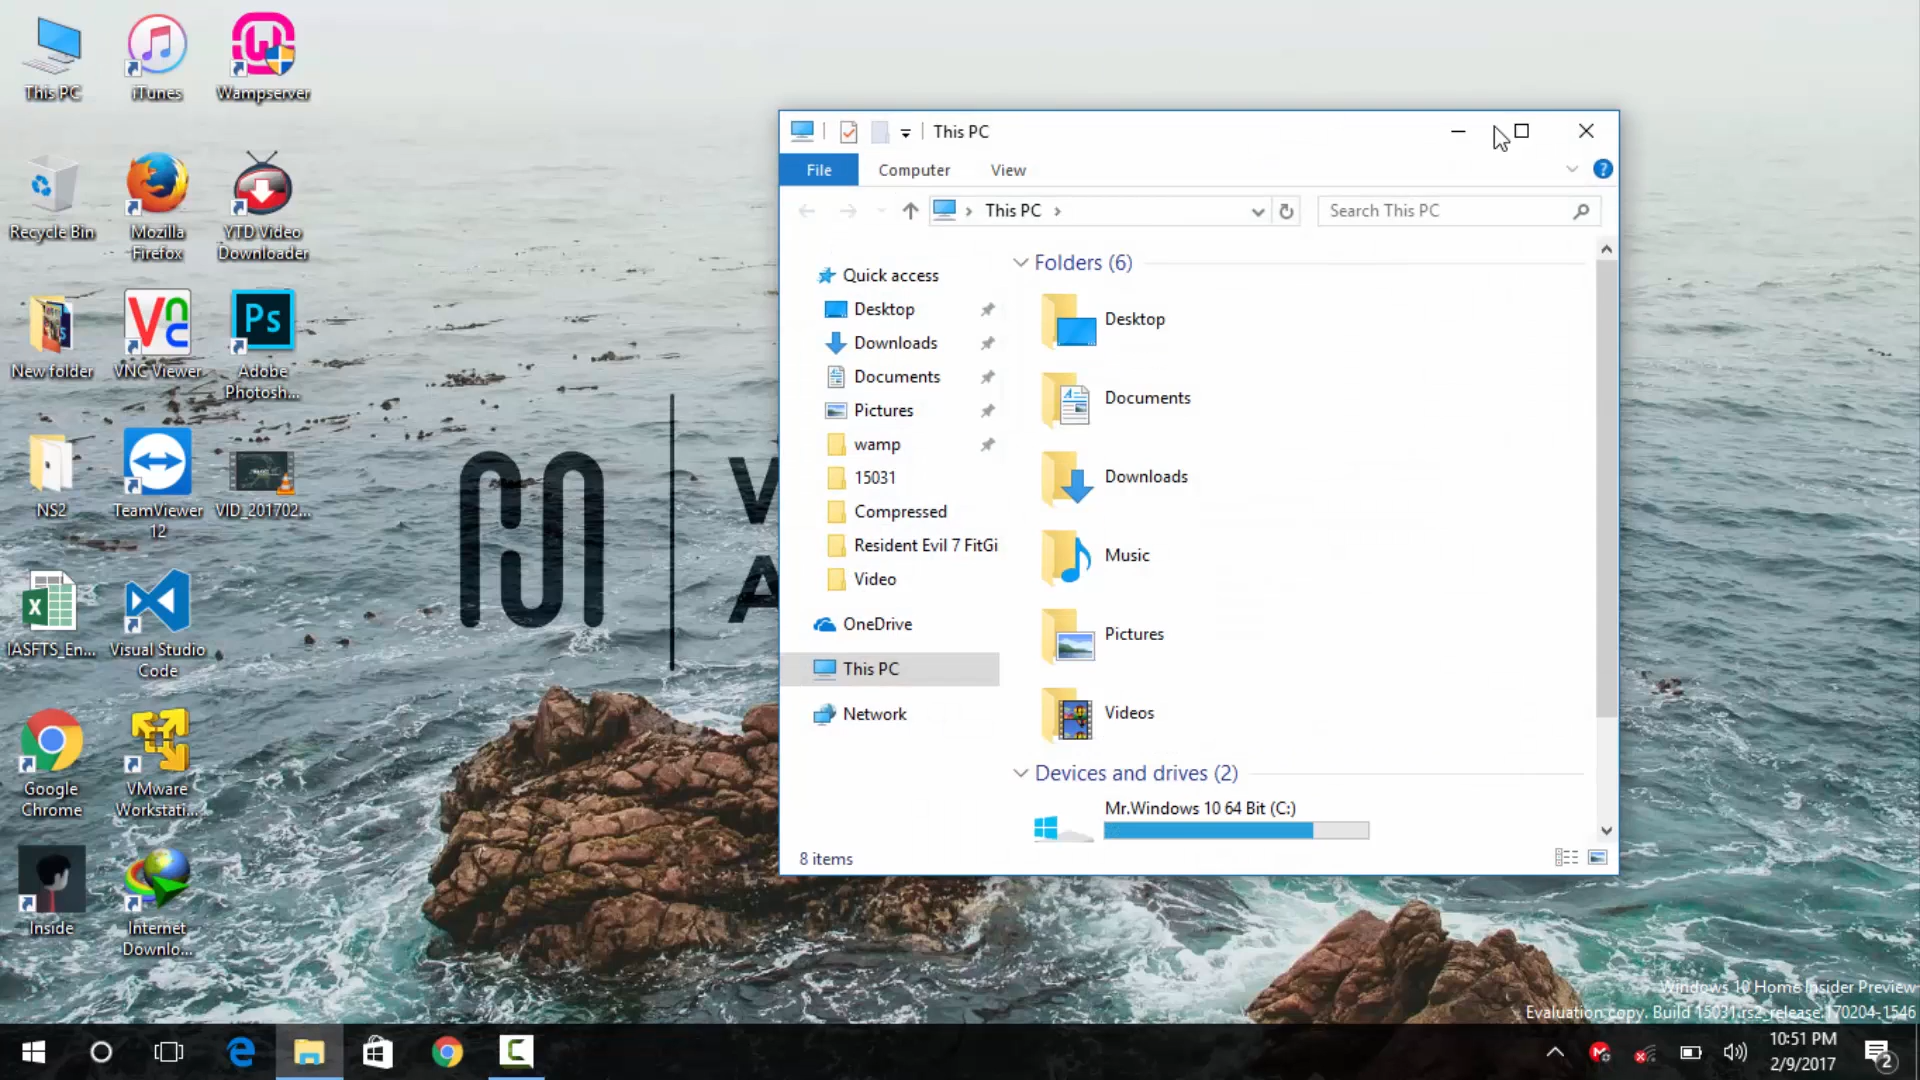 This PC
iTunes
Wampserver
Recycle Bin
Mozilla
Firefox
YTD Video
Downloader
New folder
VNC Viewer
Ps
Adobe
Photosh...
NS2
TeamViewer
12
VID_201702...
IASFTS_En...
Visual Studio
Code
Google
Chrome
VMware
Workstati...
Inside
Internet
Downlo...
This PC
File
Computer
View
This PC
Search This PC
Quick access
Desktop
Downloads
Documents
Pictures
wamp
15031
Compressed
Resident Evil 7 FitGi
Video
OneDrive
This PC
Network
Folders (6)
Desktop
Documents
Downloads
Music
Pictures
Videos
Devices and drives (2)
Mr.Windows 10 64 Bit (C:)
8 items
Windows 10 Home Insider Preview
Evaluation copy. Build 15031.rs2_release.170204-1546
10:51 PM
2/9/2017
2